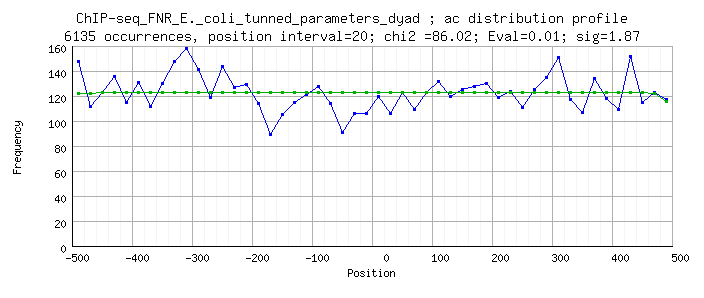 ChIP-seq_FNR_E._coli_tunned_parameters_dyad ; ac distribution profile
6135 occurrences, position interval=20; chi2 =86.02; Eval=0.01; sig=1.87
160
140
120
100
80
60
40
20
0
Frequency
-500 -400 -300 -200 -100 0 100 200 300 400 500
Position